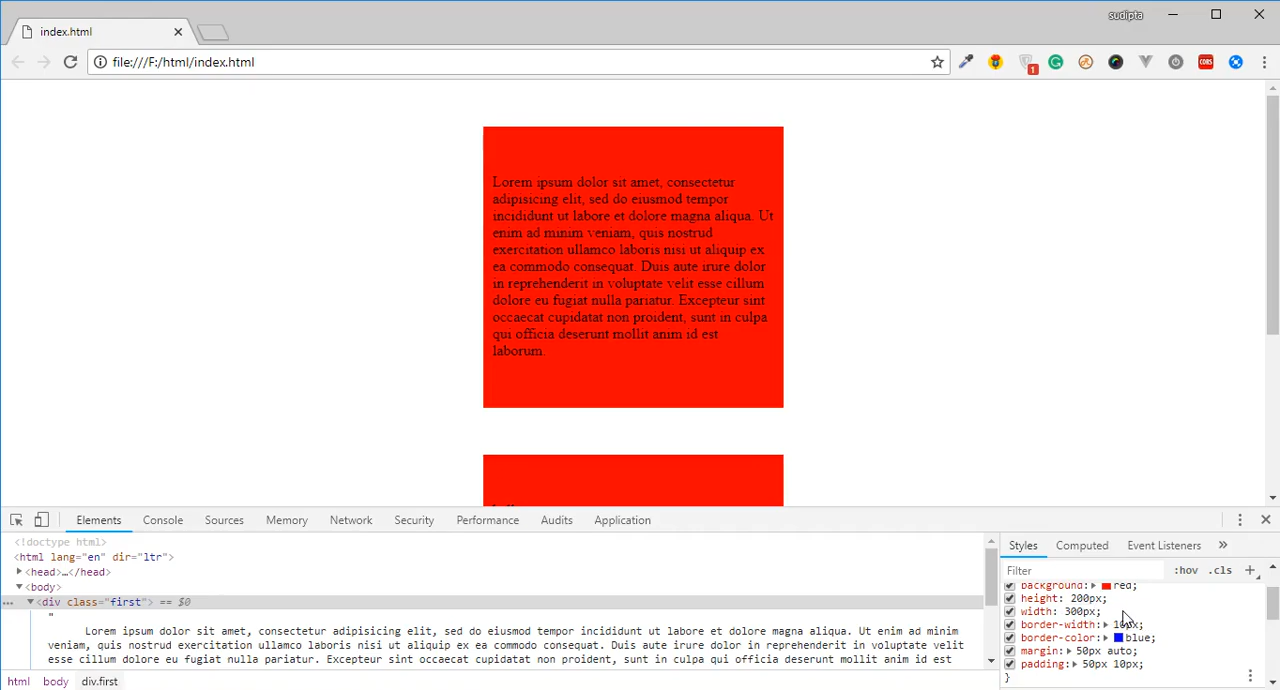 sudipta
index.html
file:///F:/html/index.html
1
CORS
Lorem ipsum dolor sit amet, consectetur
adipisicing elit, sed do eiusmod tempor
incididunt ut labore et dolore magna aliqua. Ut
enim ad minim veniam, quis nostrud
exercitation ullamco laboris nisi ut aliquip ex
ea commodo consequat. Duis aute irure dolor
in reprehenderit in voluptate velit esse cillum
dolore eu fugiat nulla pariatur. Excepteur sint
occaecat cupidatat non proident, sunt in culpa
qui officia deserunt mollit anim id est
laborum.
Elements Console Sources Memory Network Security Performance Audits Application
<!doctype html>
<html lang="en" dir="ltr">
<head>…</head>
<body>
<div class="first"> == $0
"
Lorem ipsum dolor sit amet, consectetur adipisicing elit, sed do eiusmod tempor incididunt ut labore et dolore magna aliqua. Ut enim ad minim
veniam, quis nostrud exercitation ullamco laboris nisi ut aliquip ex ea commodo consequat. Duis aute irure dolor in reprehenderit in voluptate
velit esse cillum dolore eu fugiat nulla pariatur. Excepteur sint occaecat cupidatat non proident, sunt in culpa qui officia deserunt mollit
html body div.first
Styles Computed Event Listeners »
Filter :hov .cls +
background: red;
height: 200px;
width: 300px;
border-width: 10px;
border-color: blue;
margin: 50px auto;
padding: 50px 10px;
}